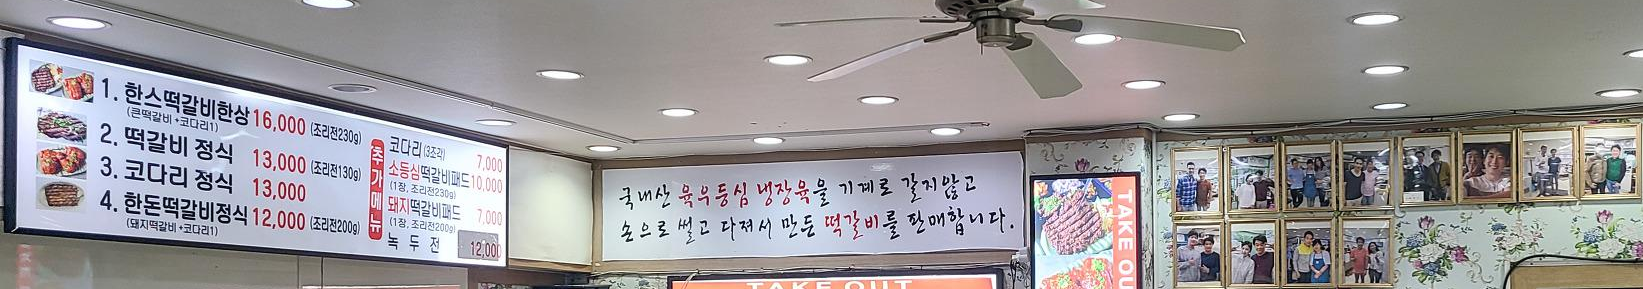 1. 한스떡갈비한상 16,000 (조리전230g)
(큰떡갈비+코다리1)
2. 떡갈비 정식 13,000 (조리전130g)
3. 코다리 정식 13,000
4. 한돈떡갈비정식 12,000 (조리전200g)
(돼지떡갈비+코다리1)
추가메뉴
코다리 (3조각) 7,000
소등심떡갈비패드 10,000
(1장, 조리전230g)
돼지떡갈비패드 7,000
(1장, 조리전200g)
녹두전 12,000
국내산 육우등심 냉장육을 기계로 갈지않고
손으로 썰고 다져서 만든 떡갈비를 판매합니다.
TAKE OUT
TAKE OU